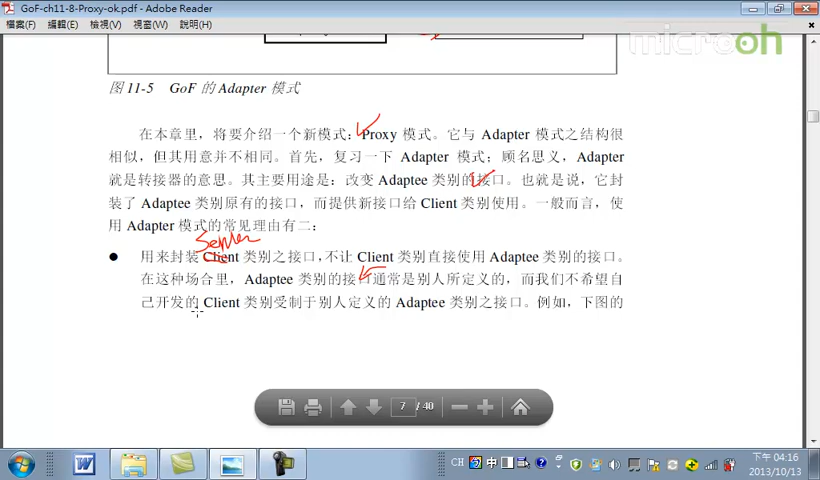 GoF-ch11-8-Proxy-ok.pdf - Adobe Reader
檔案(F) 編輯(E) 檢視(V) 視窗(W) 說明(H)
microoh
图 11-5 GoF 的 Adapter 模式
在本章里，将要介绍一个新模式：Proxy 模式。它与 Adapter 模式之结构很
相似，但其用意并不相同。首先，复习一下 Adapter 模式；顾名思义，Adapter
就是转接器的意思。其主要用途是：改变 Adaptee 类别的接口。也就是说，它封
装了 Adaptee 类别原有的接口，而提供新接口给 Client 类别使用。一般而言，使
用 Adapter 模式的常见理由有二：
● 用来封装 Client 类别之接口，不让 Client 类别直接使用 Adaptee 类别的接口。
在这种场合里，Adaptee 类别的接口通常是别人所定义的，而我们不希望自
己开发的 Client 类别受制于别人定义的 Adaptee 类别之接口。例如，下图的
7 / 40
CH 中
下午 04:16
2013/10/13